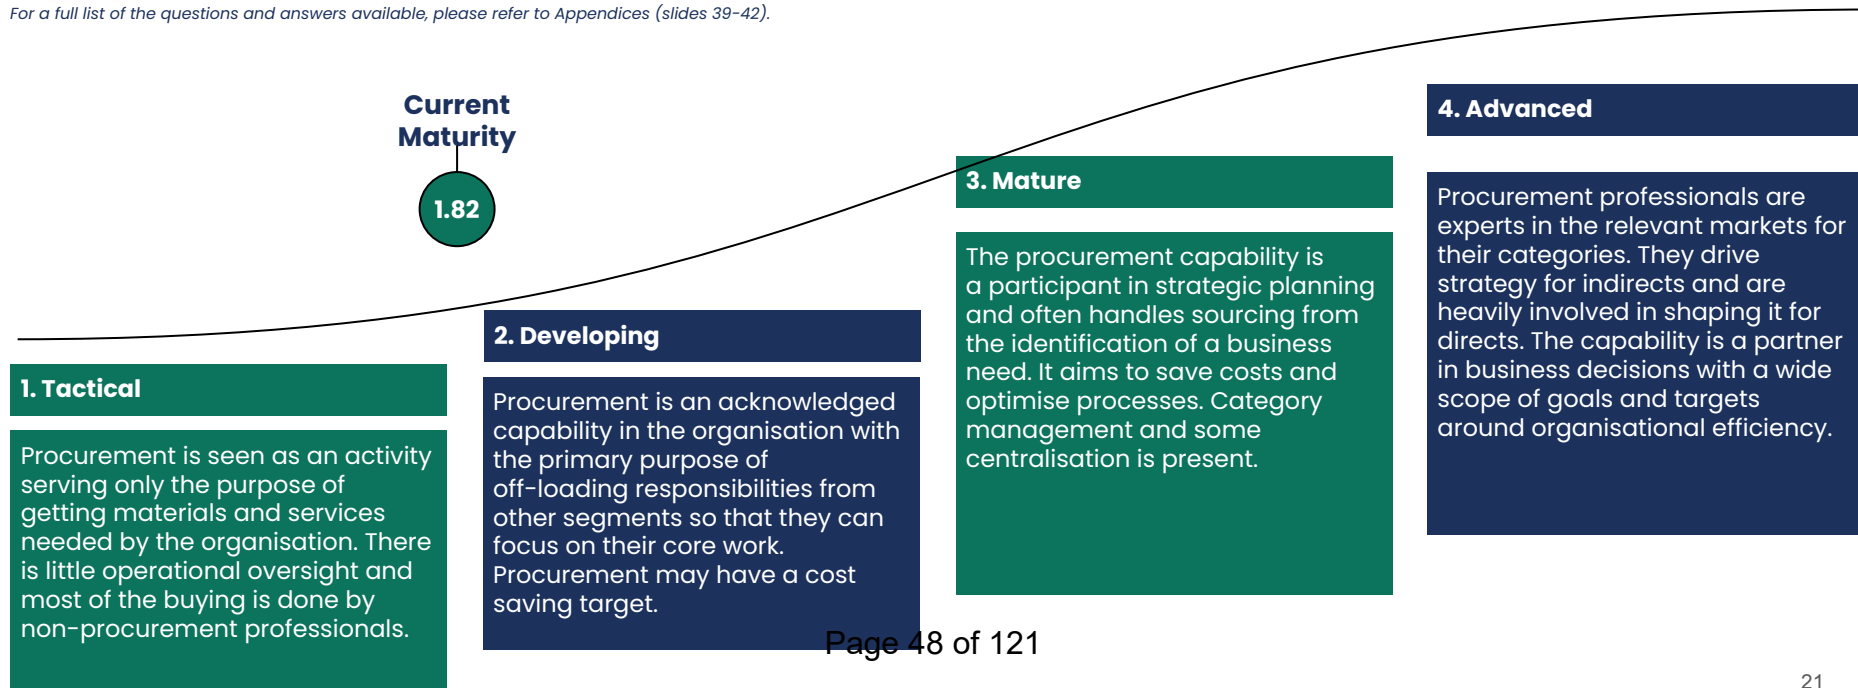 For a full list of the questions and answers available, please refer to Appendices (slides 39-42).
Current
Maturity
1.82
1. Tactical
Procurement is seen as an activity
serving only the purpose of
getting materials and services
needed by the organisation. There
is little operational oversight and
most of the buying is done by
non-procurement professionals.
2. Developing
Procurement is an acknowledged
capability in the organisation with
the primary purpose of
off-loading responsibilities from
other segments so that they can
focus on their core work.
Procurement may have a cost
saving target.
3. Mature
The procurement capability is
a participant in strategic planning
and often handles sourcing from
the identification of a business
need. It aims to save costs and
optimise processes. Category
management and some
centralisation is present.
4. Advanced
Procurement professionals are
experts in the relevant markets for
their categories. They drive
strategy for indirects and are
heavily involved in shaping it for
directs. The capability is a partner
in business decisions with a wide
scope of goals and targets
around organisational efficiency.
Page 48 of 121
21